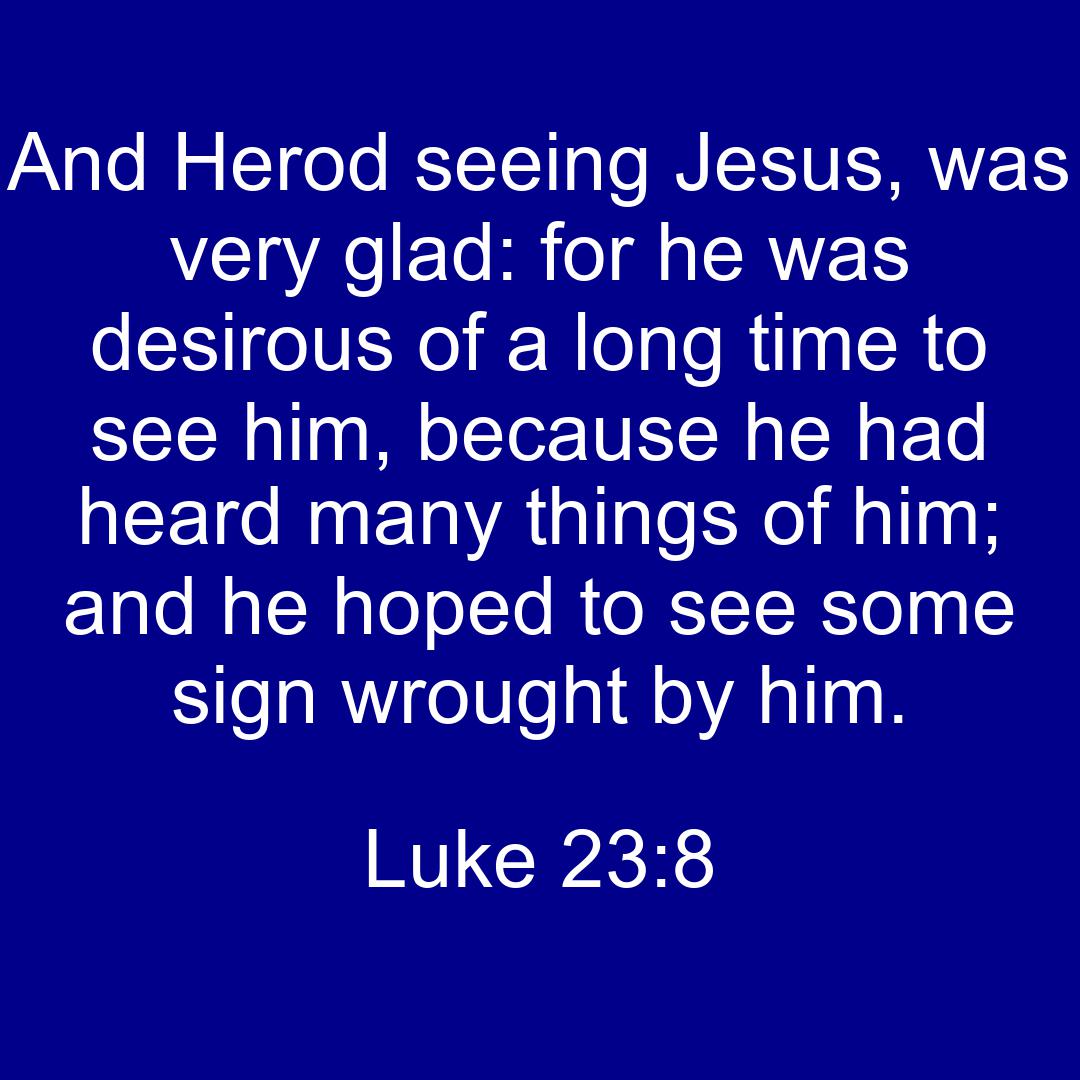 And Herod seeing Jesus, was
very glad: for he was
desirous of a long time to
see him, because he had
heard many things of him;
and he hoped to see some
sign wrought by him.
Luke 23:8